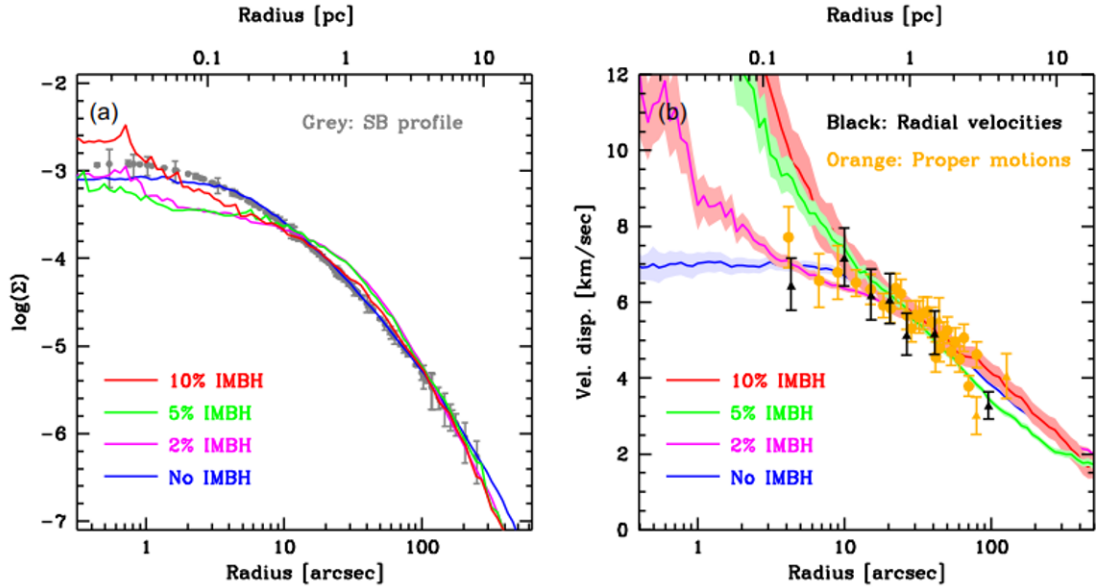 Radius [pc]
0.1 1 10
(a)
Grey: SB profile
log(Σ)
-2
-3
-4
-5
-6
-7
10% IMBH
5% IMBH
2% IMBH
No IMBH
1 10 100
Radius [arcsec]
Radius [pc]
0.1 1 10
(b)
Black: Radial velocities
Orange: Proper motions
Vel. disp. [km/sec]
12
10
8
6
4
2
0
10% IMBH
5% IMBH
2% IMBH
No IMBH
1 10 100
Radius [arcsec]